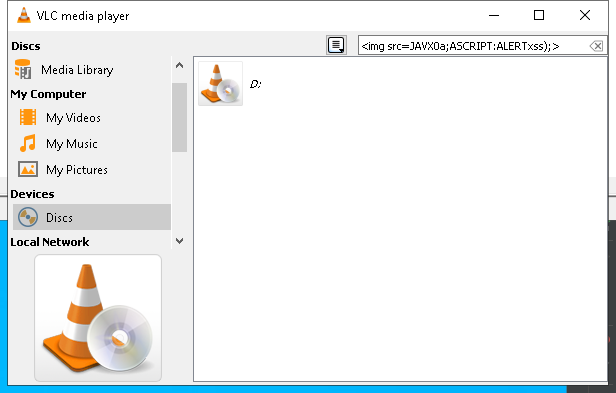 VLC media player
Discs
<img src=JAVX0a;ASCRIPT:ALERTxss);>
Media Library
My Computer
My Videos
My Music
My Pictures
Devices
Discs
Local Network
D: